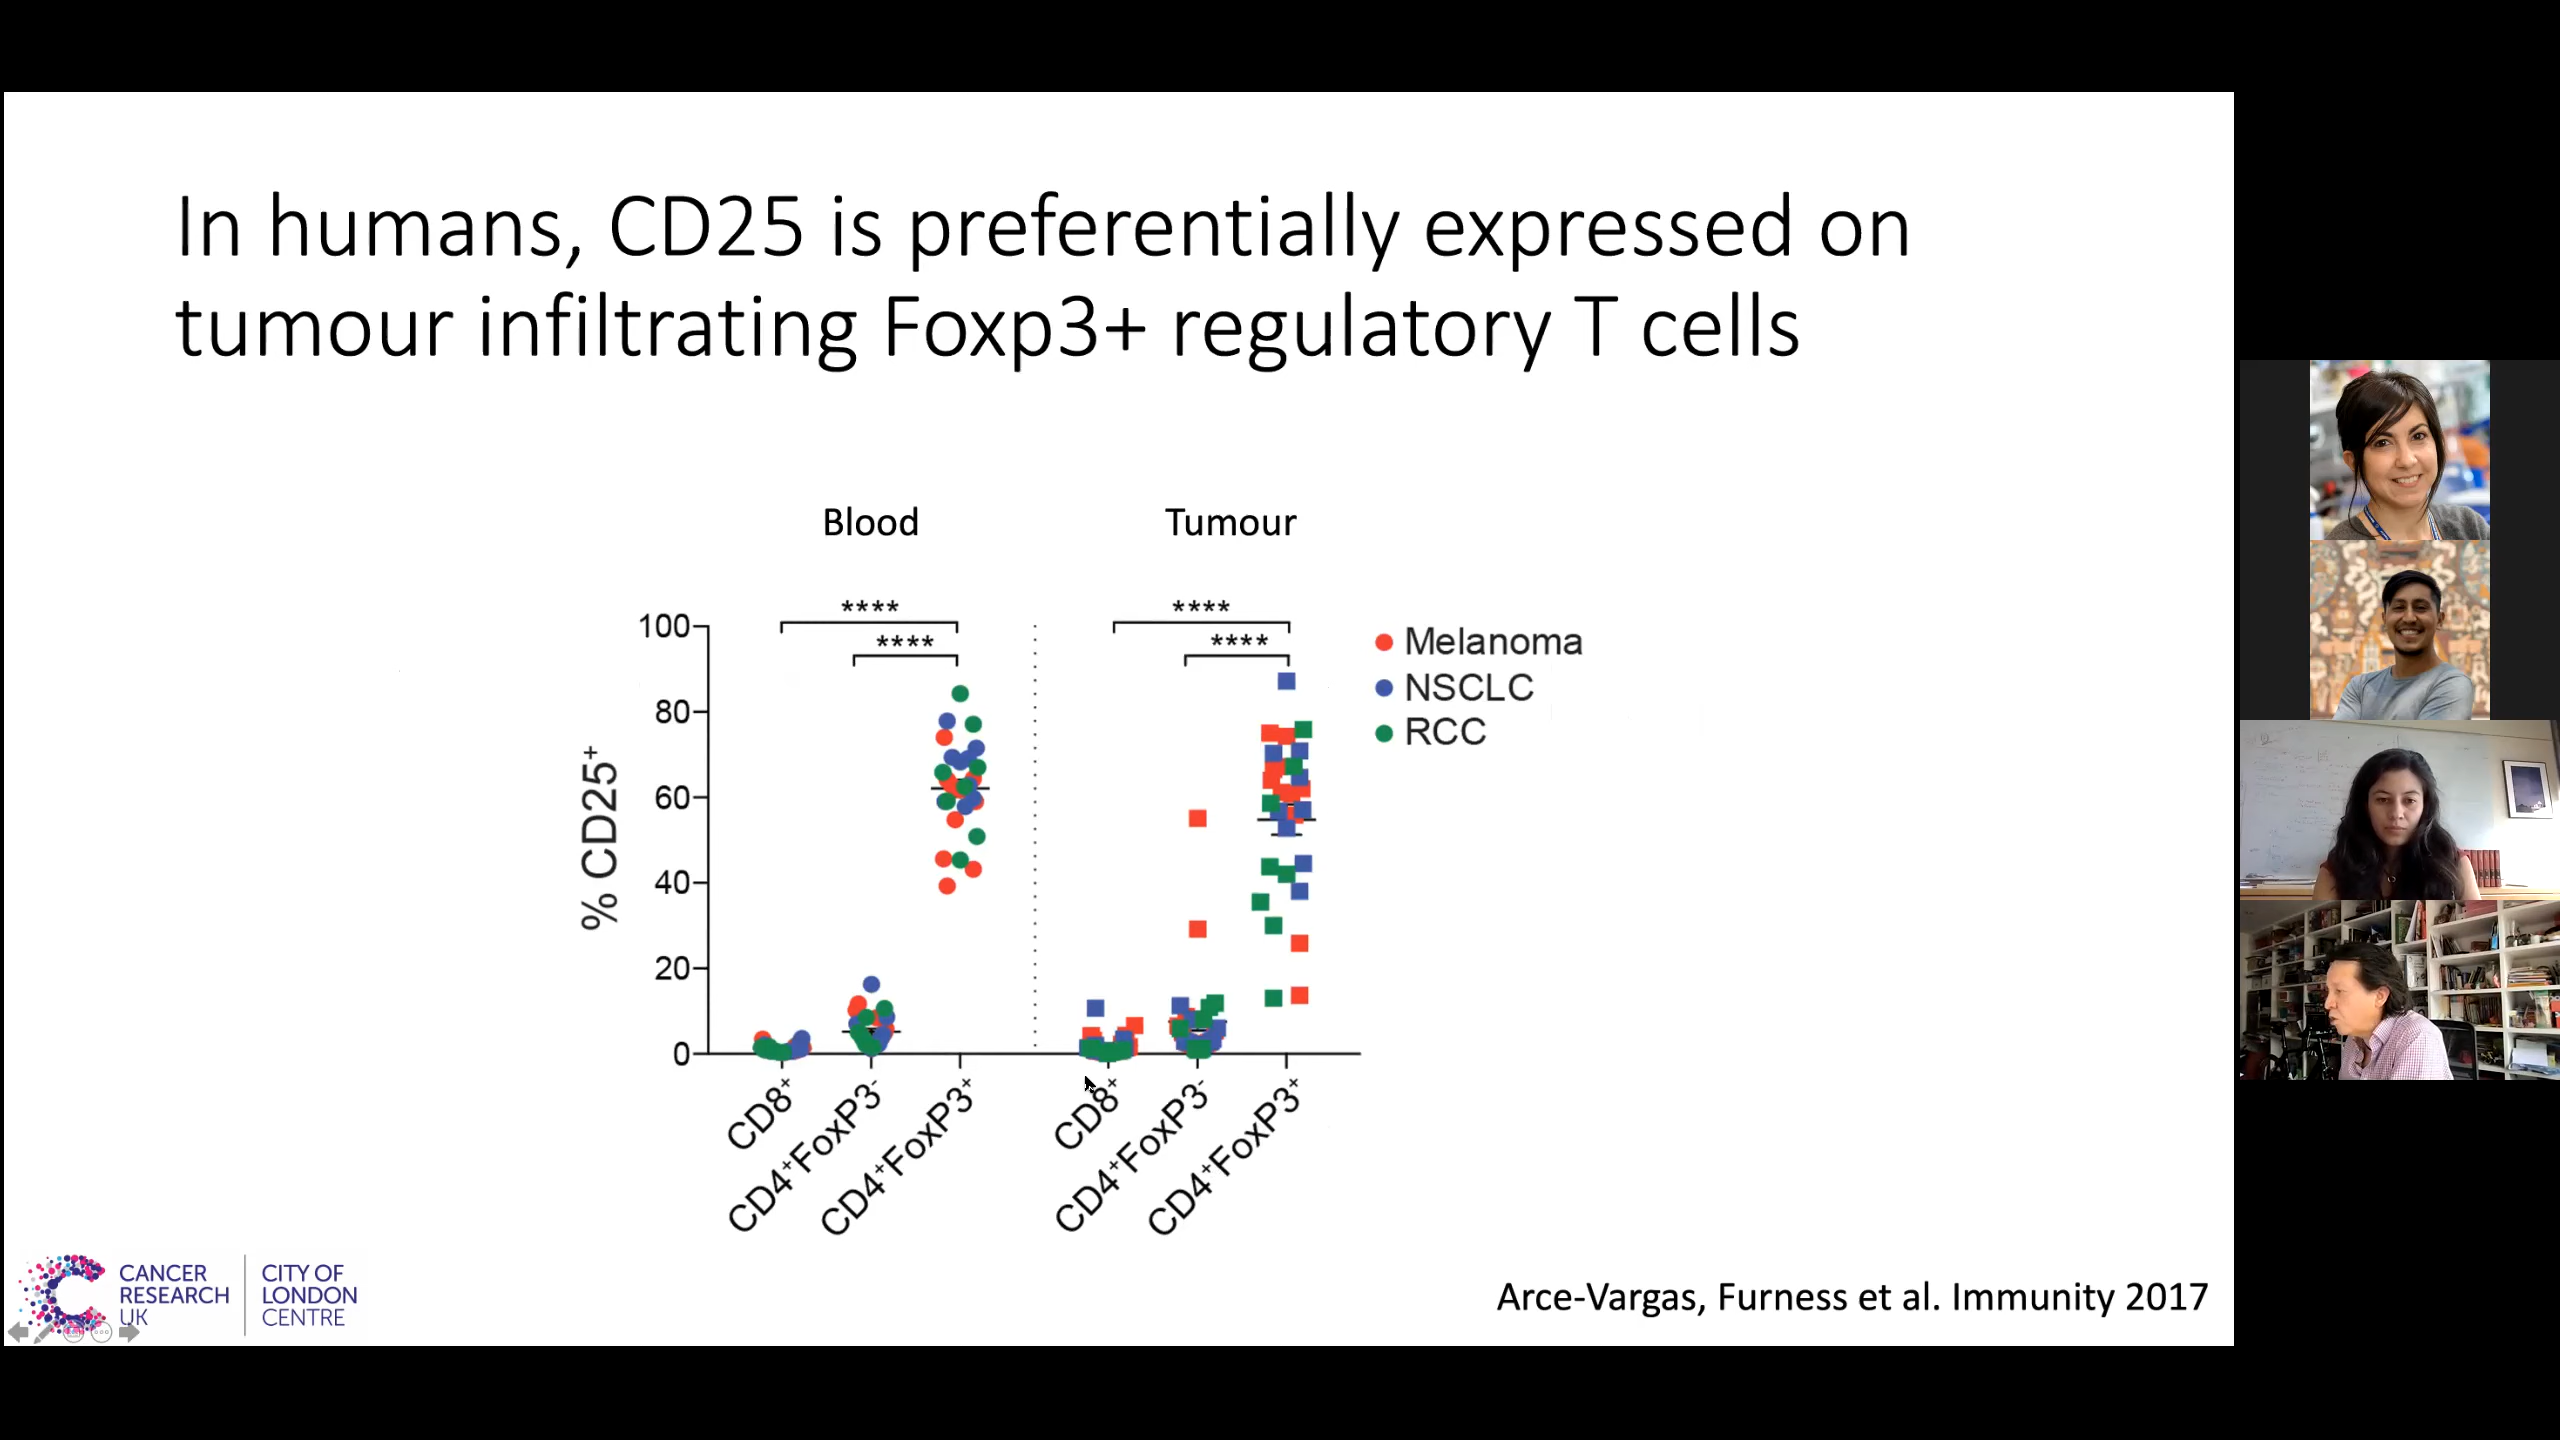 In humans, CD25 is preferentially expressed on
tumour infiltrating Foxp3+ regulatory T cells
Blood
Tumour
****
****
****
****
100
80
60
40
20
0
% CD25⁺
CD8⁺
CD4⁺FoxP3⁻
CD4⁺FoxP3⁺
CD8⁺
CD4⁺FoxP3⁻
CD4⁺FoxP3⁺
Melanoma
NSCLC
RCC
CANCER
RESEARCH
UK
CITY OF
LONDON
CENTRE
Arce-Vargas, Furness et al. Immunity 2017